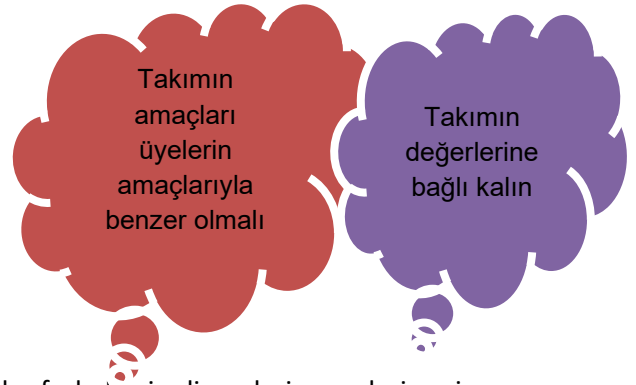 Takımın
amaçları
üyelerin
amaçlarıyla
benzer olmalı
Takımın
değerlerine
bağlı kalın